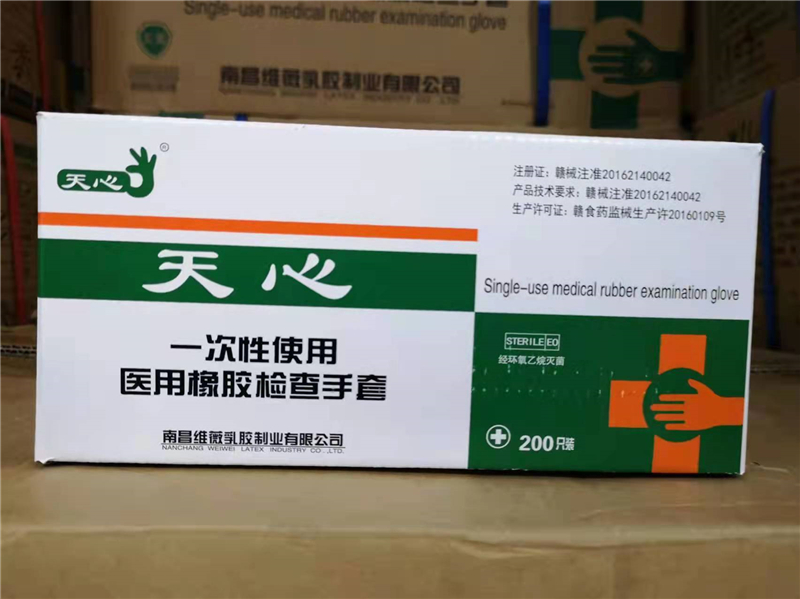 Single-use medical rubber examination glove
南昌维薇乳胶制业有限公司
NANCHANG WEIWEI LATEX INDUSTRY CO.,LTD.
天心
®
注册证：赣械注准20162140042
产品技术要求：赣械注准20162140042
生产许可证：赣食药监械生产许20160109号
天心
Single-use medical rubber examination glove
一次性使用
医用橡胶检查手套
STERILE EO
经环氧乙烷灭菌
南昌维薇乳胶制业有限公司
NANCHANG WEIWEI LATEX INDUSTRY CO.,LTD.
200只装